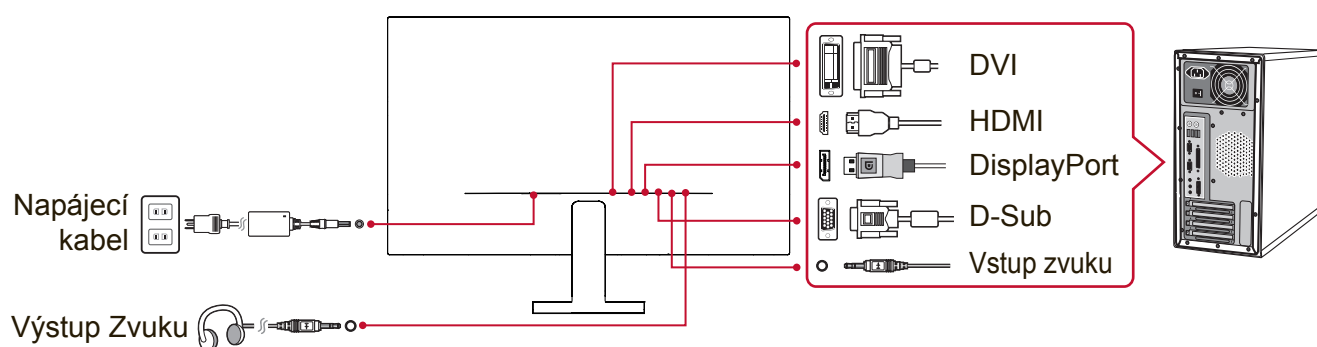 DVI
HDMI
DisplayPort
D-Sub
Vstup zvuku
Napájecí
kabel
Výstup Zvuku